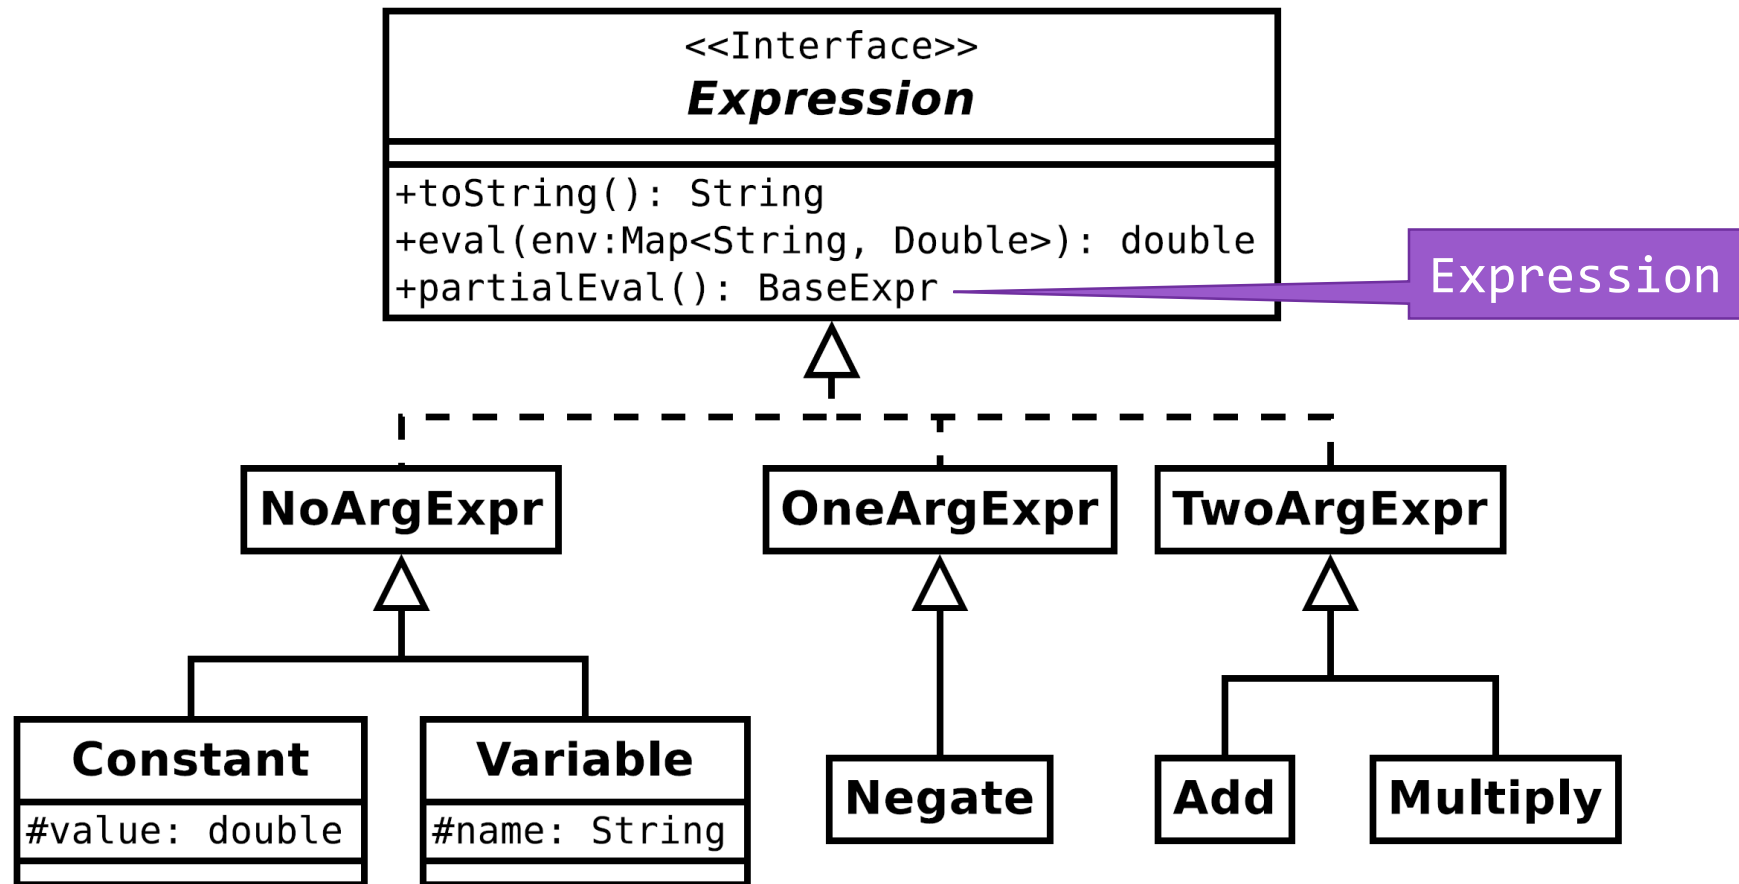 <<Interface>>
Expression
+toString(): String
+eval(env:Map<String, Double>): double
+partialEval(): BaseExpr
Expression
NoArgExpr
OneArgExpr
TwoArgExpr
Constant
#value: double
Variable
#name: String
Negate
Add
Multiply